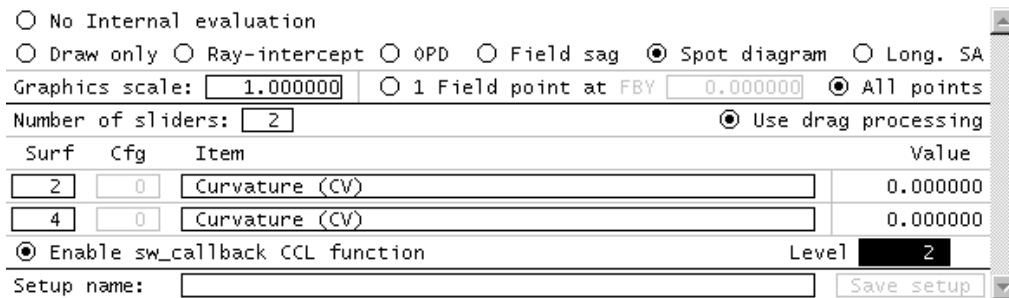 No Internal evaluation
Draw only Ray-intercept OPD Field sag Spot diagram Long. SA
Graphics scale: 1.000000 1 Field point at FBY 0.000000 All points
Number of sliders: 2 Use drag processing
Surf Cfg Item Value
2 0 Curvature (CV) 0.000000
4 0 Curvature (CV) 0.000000
Enable sw_callback CCL function Level 2
Setup name: Save setup